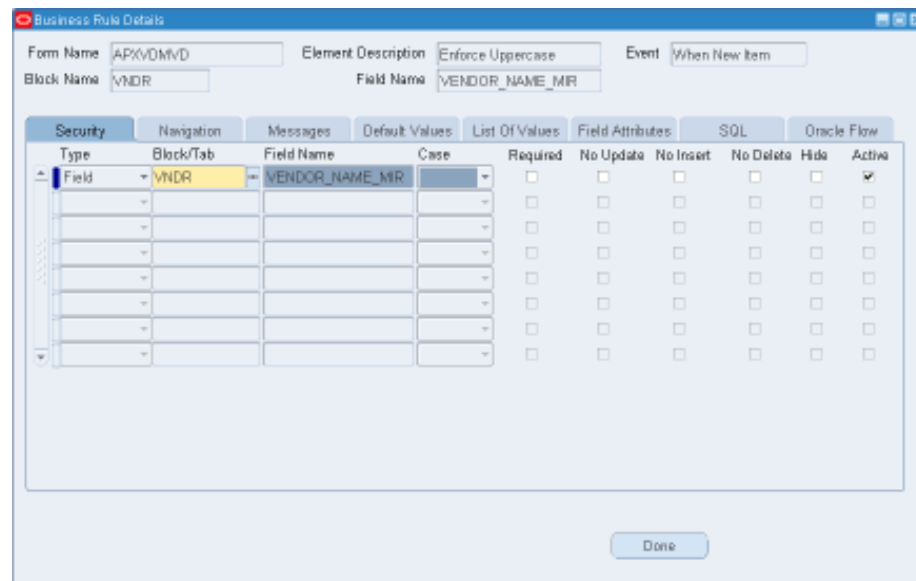 Business Rule Details
Form Name APXVDMVD Element Description Enforce Uppercase Event When New Item
Block Name VNDR Field Name VENDOR_NAME_MIR
Security Navigation Messages Default Values List Of Values Field Attributes SQL Oracle Flow
Type Block/Tab Field Name Case Required No Update No Insert No Delete Hide Active
Field VNDR VENDOR_NAME_MIR
Done